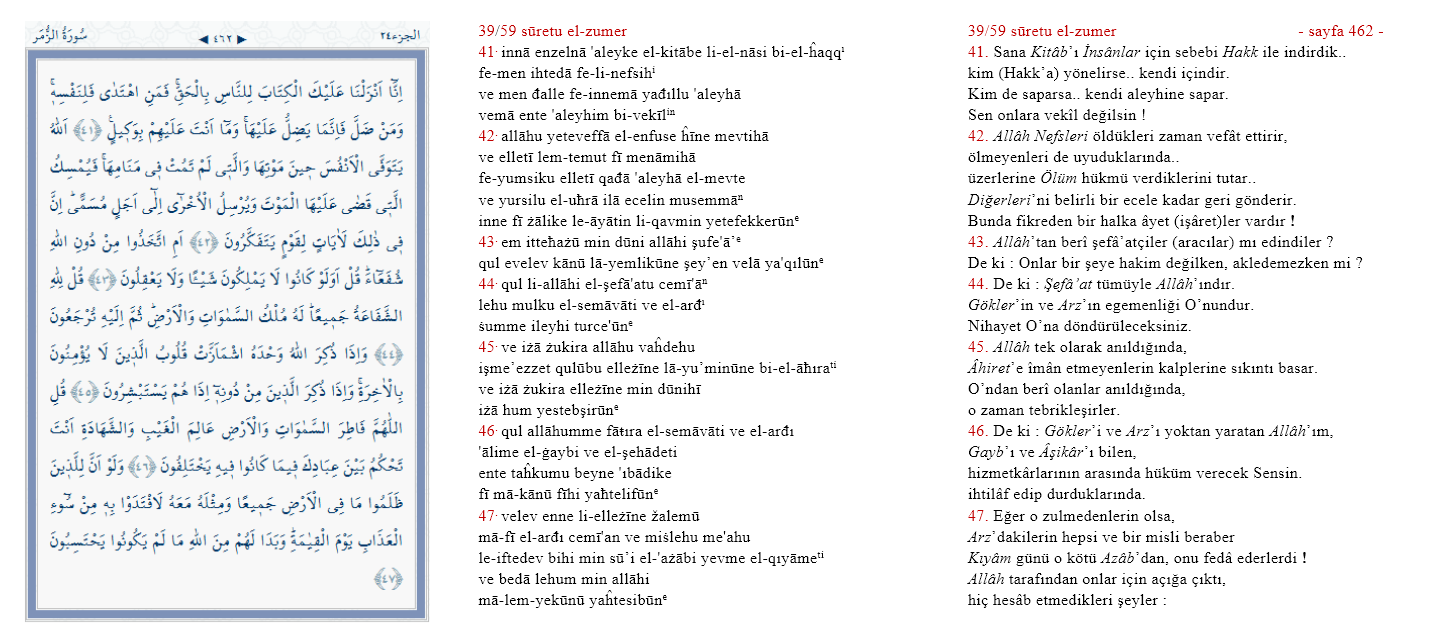 سُورَةُ الزُّمَرِ ◄ ٤٦٢ ► الجزء ٢٤
اِنَّٓا اَنْزَلْنَا عَلَيْكَ الْكِتَابَ لِلنَّاسِ بِالْحَقِّۚ فَمَنِ اهْتَدٰى فَلِنَفْسِه۪ۚ
وَمَنْ ضَلَّ فَاِنَّمَا يَضِلُّ عَلَيْهَاۚ وَمَٓا اَنْتَ عَلَيْهِمْ بِوَك۪يلٍ۟ ﴿٤١﴾ اَللّٰهُ
يَتَوَفَّى الْاَنْفُسَ ح۪ينَ مَوْتِهَا وَالَّت۪ي لَمْ تَمُتْ ف۪ي مَنَامِهَاۚ فَيُمْسِكُ
الَّت۪ي قَضٰى عَلَيْهَا الْمَوْتَ وَيُرْسِلُ الْاُخْرٰٓى اِلٰٓى اَجَلٍ مُسَمًّىۜ اِنَّ
ف۪ي ذٰلِكَ لَاٰيَاتٍ لِقَوْمٍ يَتَفَكَّرُونَ ﴿٤٢﴾ اَمِ اتَّخَذُوا مِنْ دُونِ اللّٰهِ
شُفَعَٓاءَۜ قُلْ اَوَلَوْ كَانُوا لَا يَمْلِكُونَ شَيْـًٔا وَلَا يَعْقِلُونَ ﴿٤٣﴾ قُلْ لِلّٰهِ
الشَّفَاعَةُ جَم۪يعًاۜ لَهُ مُلْكُ السَّمٰوَاتِ وَالْاَرْضِۜ ثُمَّ اِلَيْهِ تُرْجَعُونَ
﴿٤٤﴾ وَاِذَا ذُكِرَ اللّٰهُ وَحْدَهُ اشْمَاَزَّتْ قُلُوبُ الَّذ۪ينَ لَا يُؤْمِنُونَ
بِالْاٰخِرَةِۚ وَاِذَا ذُكِرَ الَّذ۪ينَ مِنْ دُونِه۪ٓ اِذَا هُمْ يَسْتَبْشِرُونَ ﴿٤٥﴾ قُلِ
اللّٰهُمَّ فَاطِرَ السَّمٰوَاتِ وَالْاَرْضِ عَالِمَ الْغَيْبِ وَالشَّهَادَةِ اَنْتَ
تَحْكُمُ بَيْنَ عِبَادِكَ ف۪يمَا كَانُوا ف۪يهِ يَخْتَلِفُونَ ﴿٤٦﴾ وَلَوْ اَنَّ لِلَّذ۪ينَ
ظَلَمُوا مَا فِي الْاَرْضِ جَم۪يعًا وَمِثْلَهُ مَعَهُ لَافْتَدَوْا بِه۪ مِنْ سُٓوءِ
الْعَذَابِ يَوْمَ الْقِيٰمَةِۜ وَبَدَا لَهُمْ مِنَ اللّٰهِ مَا لَمْ يَكُونُوا يَحْتَسِبُونَ
﴿٤٧﴾
39/59 sūretu el-zumer
41. innā enzelnā 'aleyke el-kitābe li-el-nāsi bi-el-ĥaqqⁱ
fe-men ihtedā fe-li-nefsihⁱ
ve men đalle fe-innemā yađıllu 'aleyhā
vemā ente 'aleyhim bi-vekīlⁱⁿ
42. allāhu yeteveffā el-enfuse ĥīne mevtihā
ve elletī lem-temut fī menāmihā
fe-yumsiku elletī qađā 'aleyhā el-mevte
ve yursilu el-uħrā ilā ecelin musemmāⁿ
inne fī żālike le-āyātin li-qavmin yetefekkerūnᵉ
43. em itteħażū min dūni allāhi şufe'ā’ᵉ
qul evelev kānū lā-yemlikūne şey’en velā ya'qılūnᵉ
44. qul li-allāhi el-şefā'atu cemī'āⁿ
lehu mulku el-semāvāti ve el-arđⁱ
ŝumme ileyhi turce'ūnᵉ
45. ve iżā żukira allāhu vaĥdehu
işme’ezzet qulūbu elleżīne lā-yu’minūne bi-el-āħıraᵗⁱ
ve iżā żukira elleżīne min dūnihī
iżā hum yestebşirūnᵉ
46. qul allāhumme fāŧıra el-semāvāti ve el-arđı
'ālime el-ġaybi ve el-şehādeti
ente taĥkumu beyne 'ıbādike
fī mā-kānū fīhi yaħtelifūnᵉ
47. velev enne li-elleżīne žalemū
mā-fī el-arđı cemī'an ve miŝlehu me'ahu
le-iftedev bihi min sū’i el-'ażābi yevme el-qıyāmeᵗⁱ
ve bedā lehum min allāhi
mā-lem-yekūnū yaĥtesibūnᵉ
39/59 sūretu el-zumer - sayfa 462 -
41. Sana Kitâb’ı İnsânlar için sebebi Hakk ile indirdik..
kim (Hakk’a) yönelirse.. kendi içindir.
Kim de saparsa.. kendi aleyhine sapar.
Sen onlara vekîl değilsin !
42. Allâh Nefsleri öldükleri zaman vefât ettirir,
ölmeyenleri de uyuduklarında..
üzerlerine Ölüm hükmü verdiklerini tutar..
Diğerleri’ni belirli bir ecele kadar geri gönderir.
Bunda fikreden bir halka âyet (işâret)ler vardır !
43. Allâh’tan berî şefâ’atçiler (aracılar) mı edindiler ?
De ki : Onlar bir şeye hakim değilken, akledemezken mi ?
44. De ki : Şefâ’at tümüyle Allâh’ındır.
Gökler’in ve Arz’ın egemenliği O’nundur.
Nihayet O’na döndürüleceksiniz.
45. Allâh tek olarak anıldığında,
Âhiret’e îmân etmeyenlerin kalplerine sıkıntı basar.
O’ndan berî olanlar anıldığında,
o zaman tebrikleşirler.
46. De ki : Gökler’i ve Arz’ı yoktan yaratan Allâh’ım,
Gayb’ı ve Âşikâr’ı bilen,
hizmetkârlarının arasında hüküm verecek Sensin.
ihtilâf edip durduklarında.
47. Eğer o zulmedenlerin olsa,
Arz’dakilerin hepsi ve bir misli beraber
Kıyâm günü o kötü Azâb’dan, onu fedâ ederlerdi !
Allâh tarafından onlar için açığa çıktı,
hiç hesâb etmedikleri şeyler :